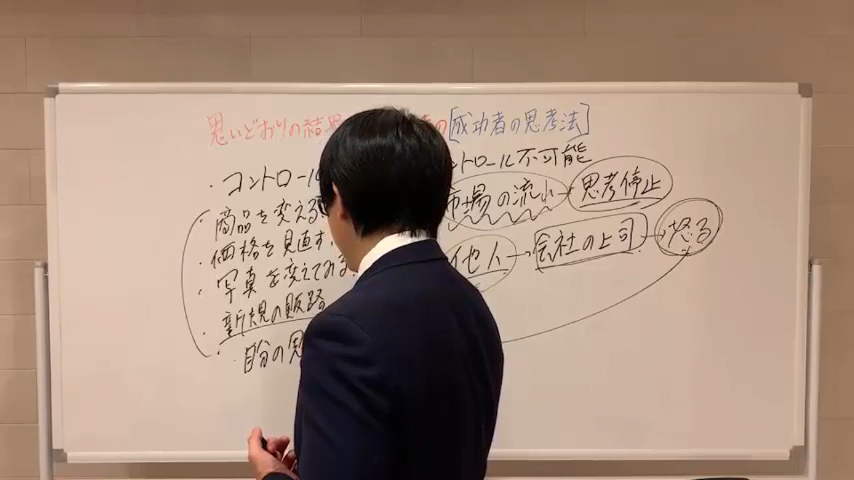 思いどおりの結果 の[成功者の思考法]
・コントロール
・商品を変える
・価格を見直す
・写真を変えてみる
・新規の販路
・自分の思
ントロール不可能
市場の流れ→思考停止
他人→会社の上司→怒る